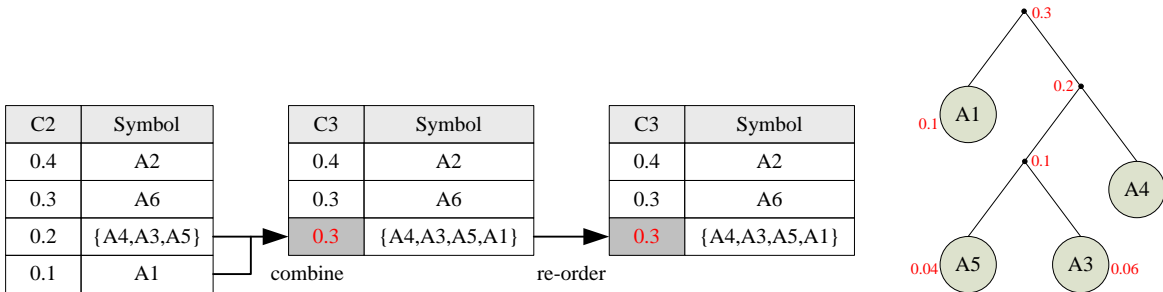 C2 Symbol
0.4 A2
0.3 A6
0.2 {A4,A3,A5}
0.1 A1
combine
C3 Symbol
0.4 A2
0.3 A6
0.3 {A4,A3,A5,A1}
re-order
C3 Symbol
0.4 A2
0.3 A6
0.3 {A4,A3,A5,A1}
0.3
0.2
0.1 A1
0.1
A4
0.04 A5 A3 0.06